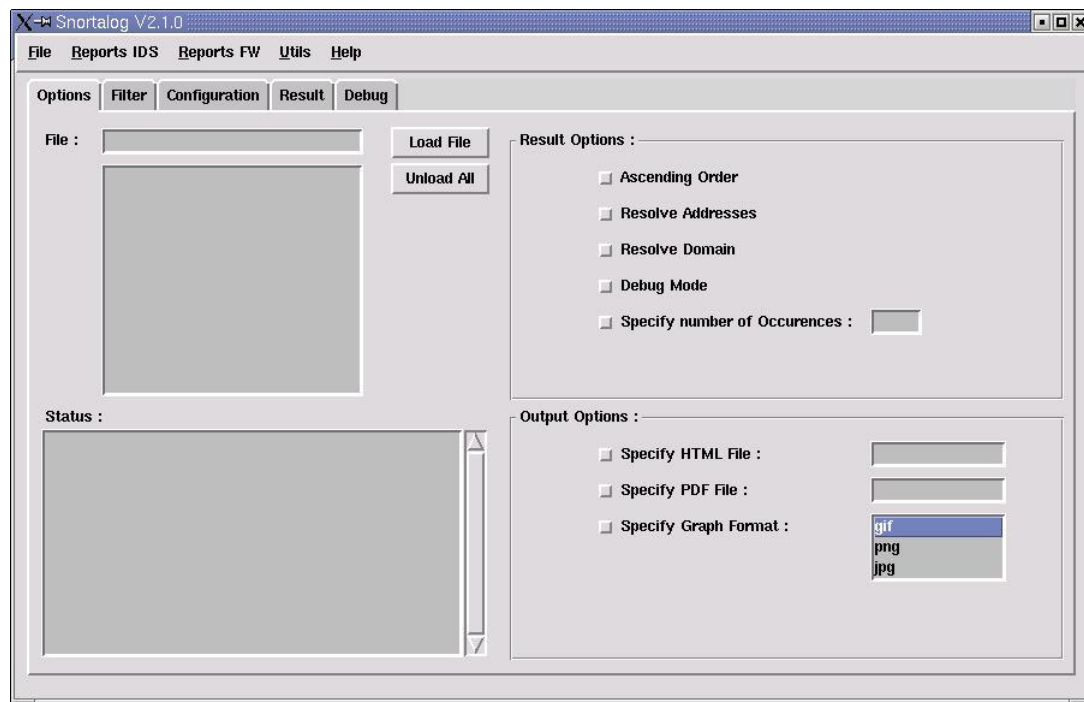 Snortalog V2.1.0
File Reports IDS Reports FW Utils Help
Options Filter Configuration Result Debug
File :
Load File
Unload All
Status :
Result Options :
Ascending Order
Resolve Addresses
Resolve Domain
Debug Mode
Specify number of Occurences :
Output Options :
Specify HTML File :
Specify PDF File :
Specify Graph Format :
gif
png
jpg